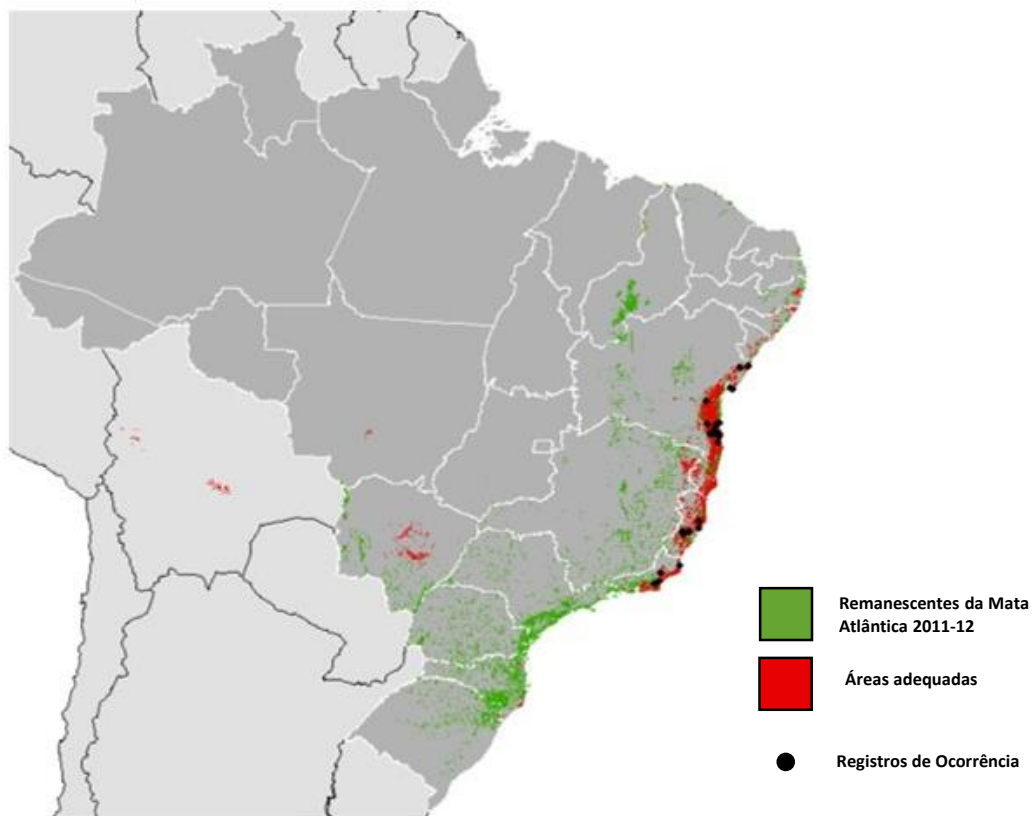 Remanescentes da Mata
Atlântica 2011-12
Áreas adequadas
Registros de Ocorrência